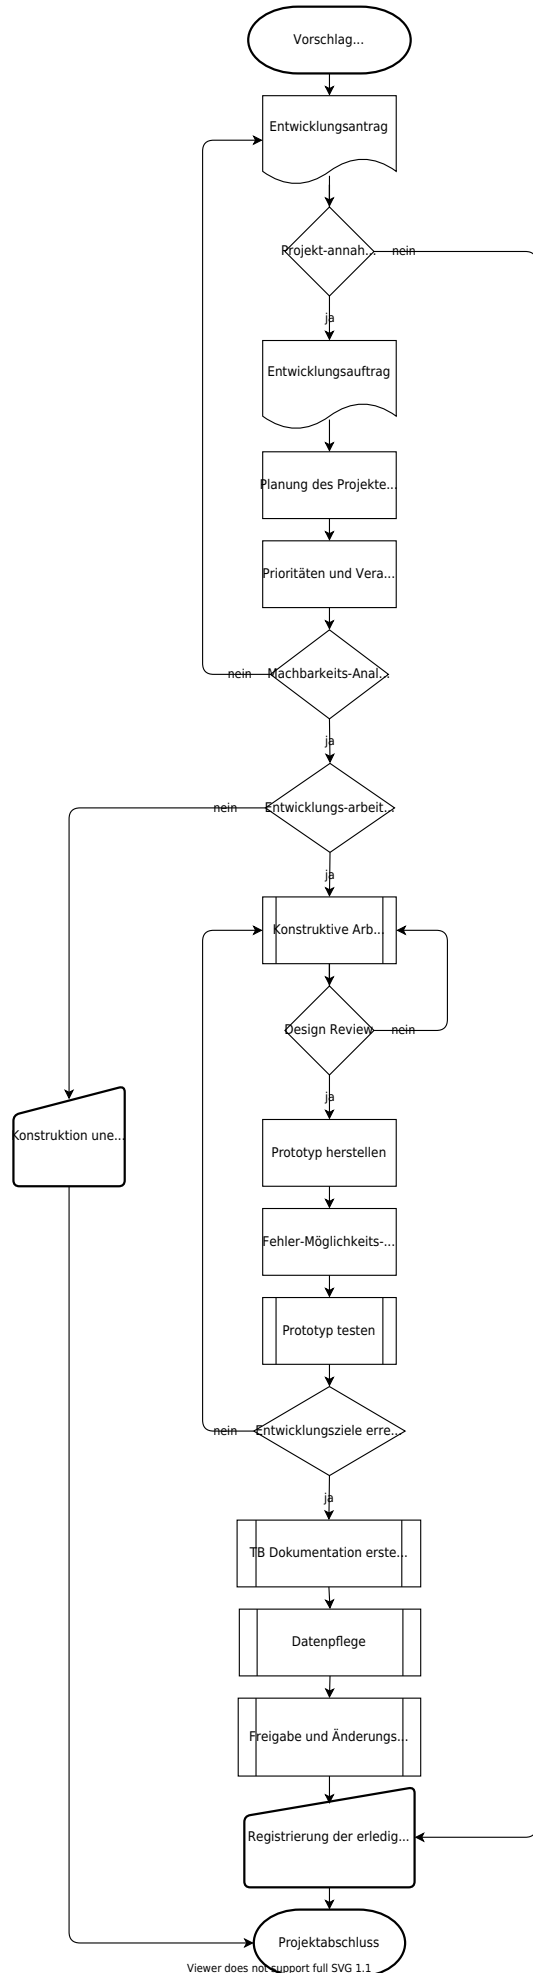 Vorschlag...
Entwicklungsantrag
Projekt-annah...
nein
ja
Entwicklungsauftrag
Planung des Projekte...
Prioritäten und Vera...
nein
Machbarkeits-Anal...
ja
nein
Entwicklungs-arbeit...
ja
Konstruktive Arb...
Design Review
nein
ja
Konstruktion une...
Prototyp herstellen
Fehler-Möglichkeits-...
Prototyp testen
nein
Entwicklungsziele erre...
ja
TB Dokumentation erste...
Datenpflege
Freigabe und Änderungs...
Registrierung der erledig...
Projektabschluss
Viewer does not support full SVG 1.1